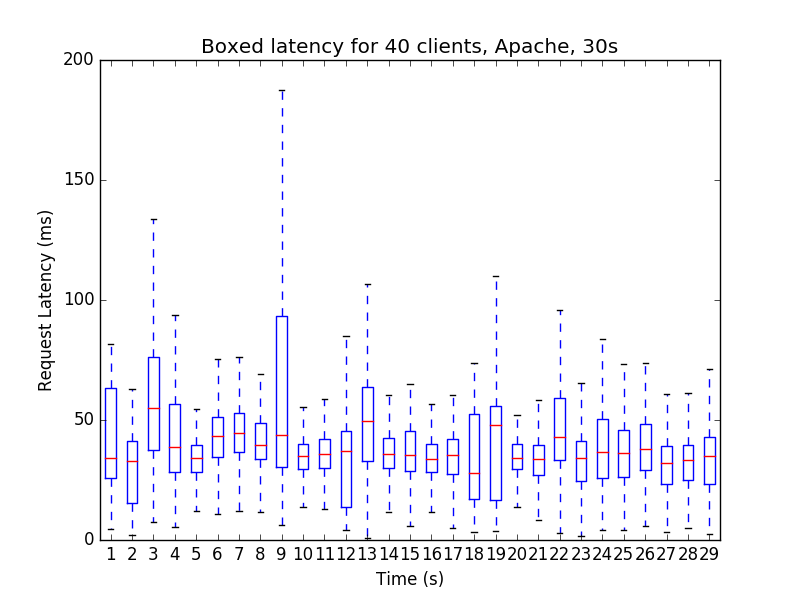 Boxed latency for 40 clients, Apache, 30s
200
150
100
50
0
Request Latency (ms)
1 2 3 4 5 6 7 8 9 10 11 12 13 14 15 16 17 18 19 20 21 22 23 24 25 26 27 28 29
Time (s)